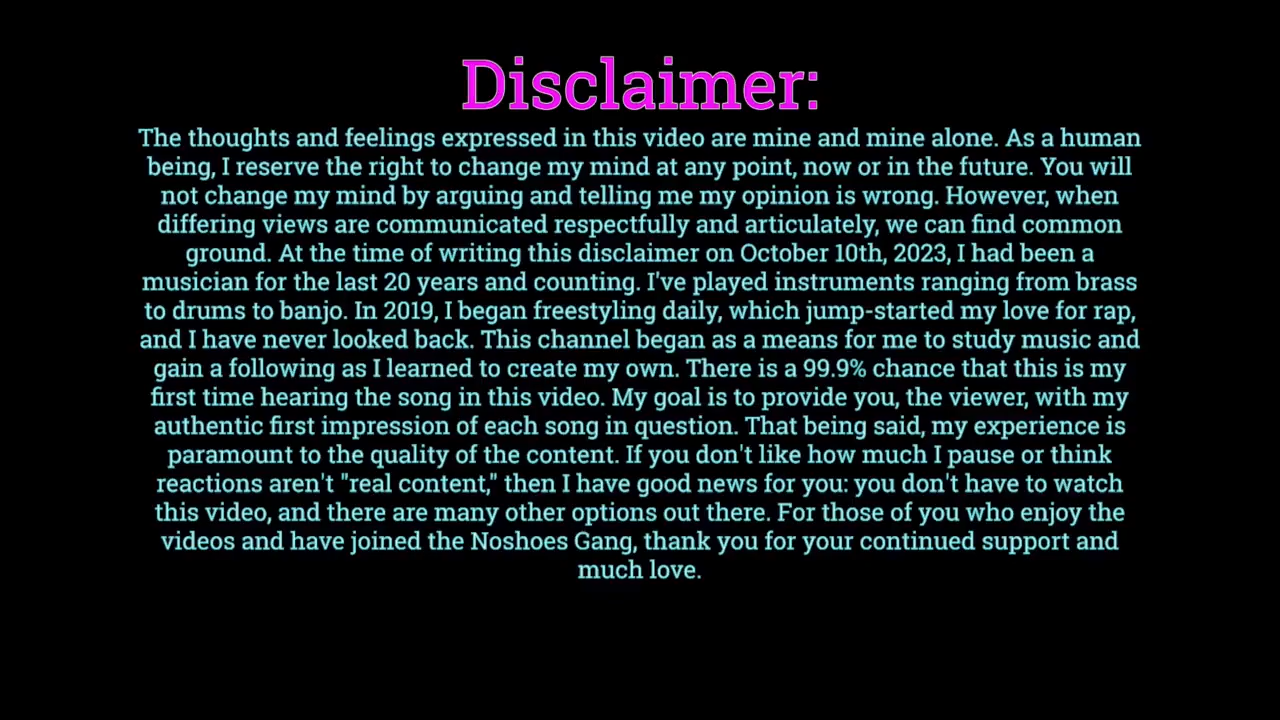 Disclaimer:
The thoughts and feelings expressed in this video are mine and mine alone. As a human
being, I reserve the right to change my mind at any point, now or in the future. You will
not change my mind by arguing and telling me my opinion is wrong. However, when
differing views are communicated respectfully and articulately, we can find common
ground. At the time of writing this disclaimer on October 10th, 2023, I had been a
musician for the last 20 years and counting. I've played instruments ranging from brass
to drums to banjo. In 2019, I began freestyling daily, which jump-started my love for rap,
and I have never looked back. This channel began as a means for me to study music and
gain a following as I learned to create my own. There is a 99.9% chance that this is my
first time hearing the song in this video. My goal is to provide you, the viewer, with my
authentic first impression of each song in question. That being said, my experience is
paramount to the quality of the content. If you don't like how much I pause or think
reactions aren't "real content," then I have good news for you: you don't have to watch
this video, and there are many other options out there. For those of you who enjoy the
videos and have joined the Noshoes Gang, thank you for your continued support and
much love.